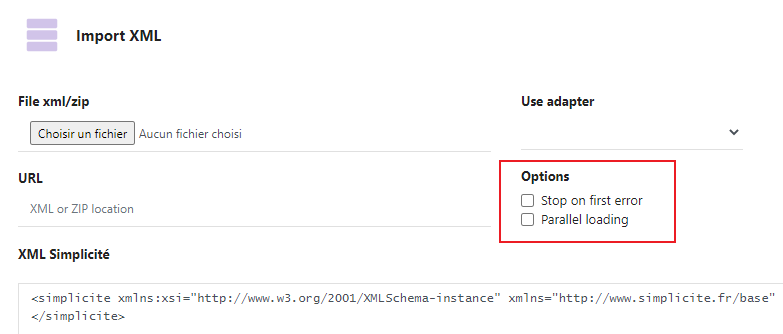 Import XML
File xml/zip
Choisir un fichier Aucun fichier choisi
Use adapter
URL
XML or ZIP location
Options
Stop on first error
Parallel loading
XML Simplicité
<simplicite xmlns:xsi="http://www.w3.org/2001/XMLSchema-instance" xmlns="http://www.simplicite.fr/base"
</simplicite>